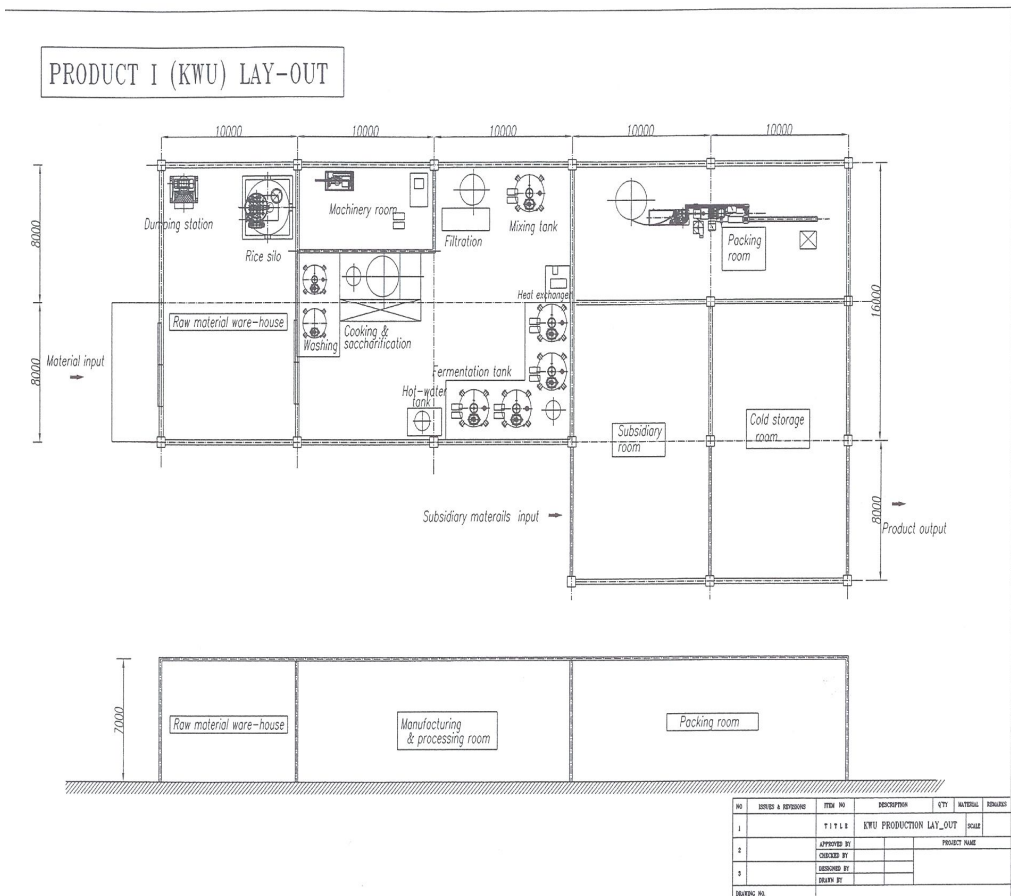 PRODUCT I (KWU) LAY-OUT
10000
10000
10000
10000
10000
8000
8000
16000
8000
Dumping station
Rice silo
Machinery room
Filtration
Mixing tank
Packing
room
Heat exchanger
Raw material ware-house
Washing
Cooking &
saccharification
Material input
Fermentation tank
Hot-water
tank
Subsidiary
room
Cold storage
room
Subsidiary materails input
Product output
7000
Raw material ware-house
Manufacturing
& processing room
Packing room
NO ISSUES & REVISIONS ITEM NO DESCRIPTION Q'TY MATERIAL REMARKS
1 TITLE KWU PRODUCTION LAY_OUT SCALE
2 APPROVED BY PROJECT NAME
CHECKED BY
3 DESIGNED BY
DRAWN BY
DRAWING NO.